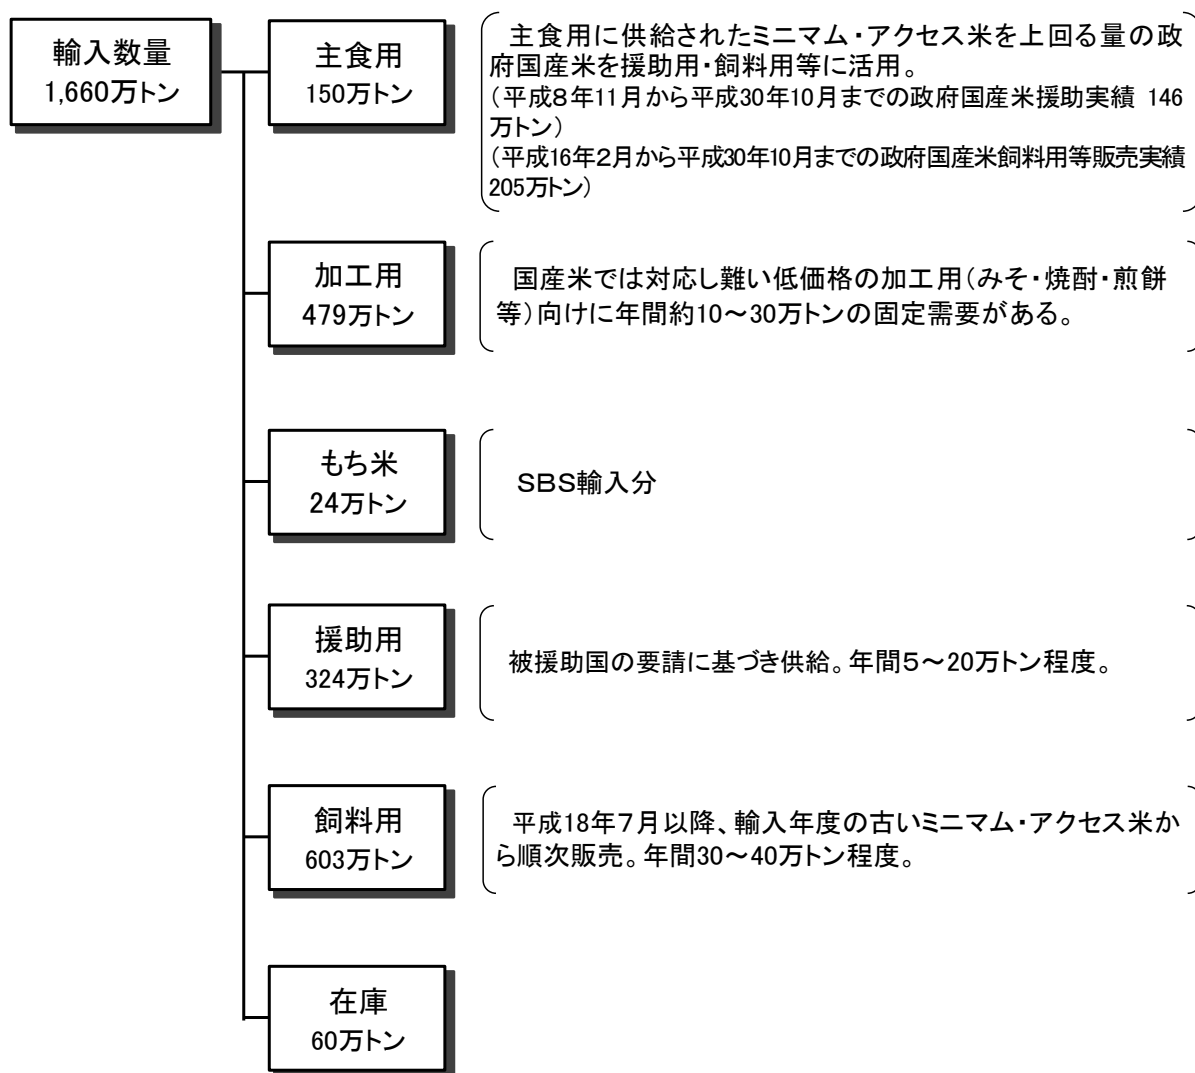 輸入数量
1,660万トン
主食用
150万トン
主食用に供給されたミニマム・アクセス米を上回る量の政
府国産米を援助用・飼料用等に活用。
(平成8年11月から平成30年10月までの政府国産米援助実績 146
万トン)
(平成16年2月から平成30年10月までの政府国産米飼料用等販売実績
205万トン)
加工用
479万トン
国産米では対応し難い低価格の加工用(みそ・焼酎・煎餅
等)向けに年間約10～30万トンの固定需要がある。
もち米
24万トン
SBS輸入分
援助用
324万トン
被援助国の要請に基づき供給。年間5～20万トン程度。
飼料用
603万トン
平成18年7月以降、輸入年度の古いミニマム・アクセス米か
ら順次販売。年間30～40万トン程度。
在庫
60万トン